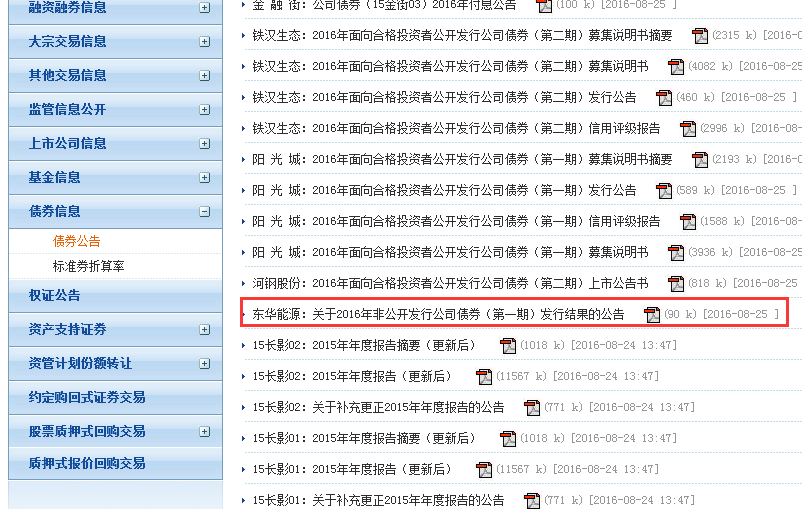 融资融券信息
大宗交易信息
其他交易信息
监管信息公开
上市公司信息
基金信息
债券信息
债券公告
标准券折算率
权证公告
资产支持证券
资管计划份额转让
约定购回式证券交易
股票质押式回购交易
质押式报价回购交易
金 融 街: 公司债券（15金街03）2016年付息公告 (100 k) [2016-08-25 ]
铁汉生态: 2016年面向合格投资者公开发行公司债券（第二期）募集说明书摘要 (2315 k) [2016-0
铁汉生态: 2016年面向合格投资者公开发行公司债券（第二期）募集说明书 (4082 k) [2016-08-25
铁汉生态: 2016年面向合格投资者公开发行公司债券（第二期）发行公告 (460 k) [2016-08-25 ]
铁汉生态: 2016年面向合格投资者公开发行公司债券（第二期）信用评级报告 (2996 k) [2016-08-
阳 光 城: 2016年面向合格投资者公开发行公司债券（第一期）募集说明书摘要 (2193 k) [2016-0
阳 光 城: 2016年面向合格投资者公开发行公司债券（第一期）发行公告 (589 k) [2016-08-25 ]
阳 光 城: 2016年面向合格投资者公开发行公司债券（第一期）信用评级报告 (1588 k) [2016-08-
阳 光 城: 2016年面向合格投资者公开发行公司债券（第一期）募集说明书 (3936 k) [2016-08-25
河钢股份: 2016年面向合格投资者公开发行公司债券（第二期）上市公告书 (818 k) [2016-08-25
东华能源: 关于2016年非公开发行公司债券（第一期）发行结果的公告 (90 k) [2016-08-25 ]
15长影02: 2015年年度报告摘要（更新后） (1018 k) [2016-08-24 13:47]
15长影02: 2015年年度报告（更新后） (11567 k) [2016-08-24 13:47]
15长影02: 关于补充更正2015年年度报告的公告 (771 k) [2016-08-24 13:47]
15长影01: 2015年年度报告摘要（更新后） (1018 k) [2016-08-24 13:47]
15长影01: 2015年年度报告（更新后） (11567 k) [2016-08-24 13:47]
15长影01: 关于补充更正2015年年度报告的公告 (771 k) [2016-08-24 13:47]